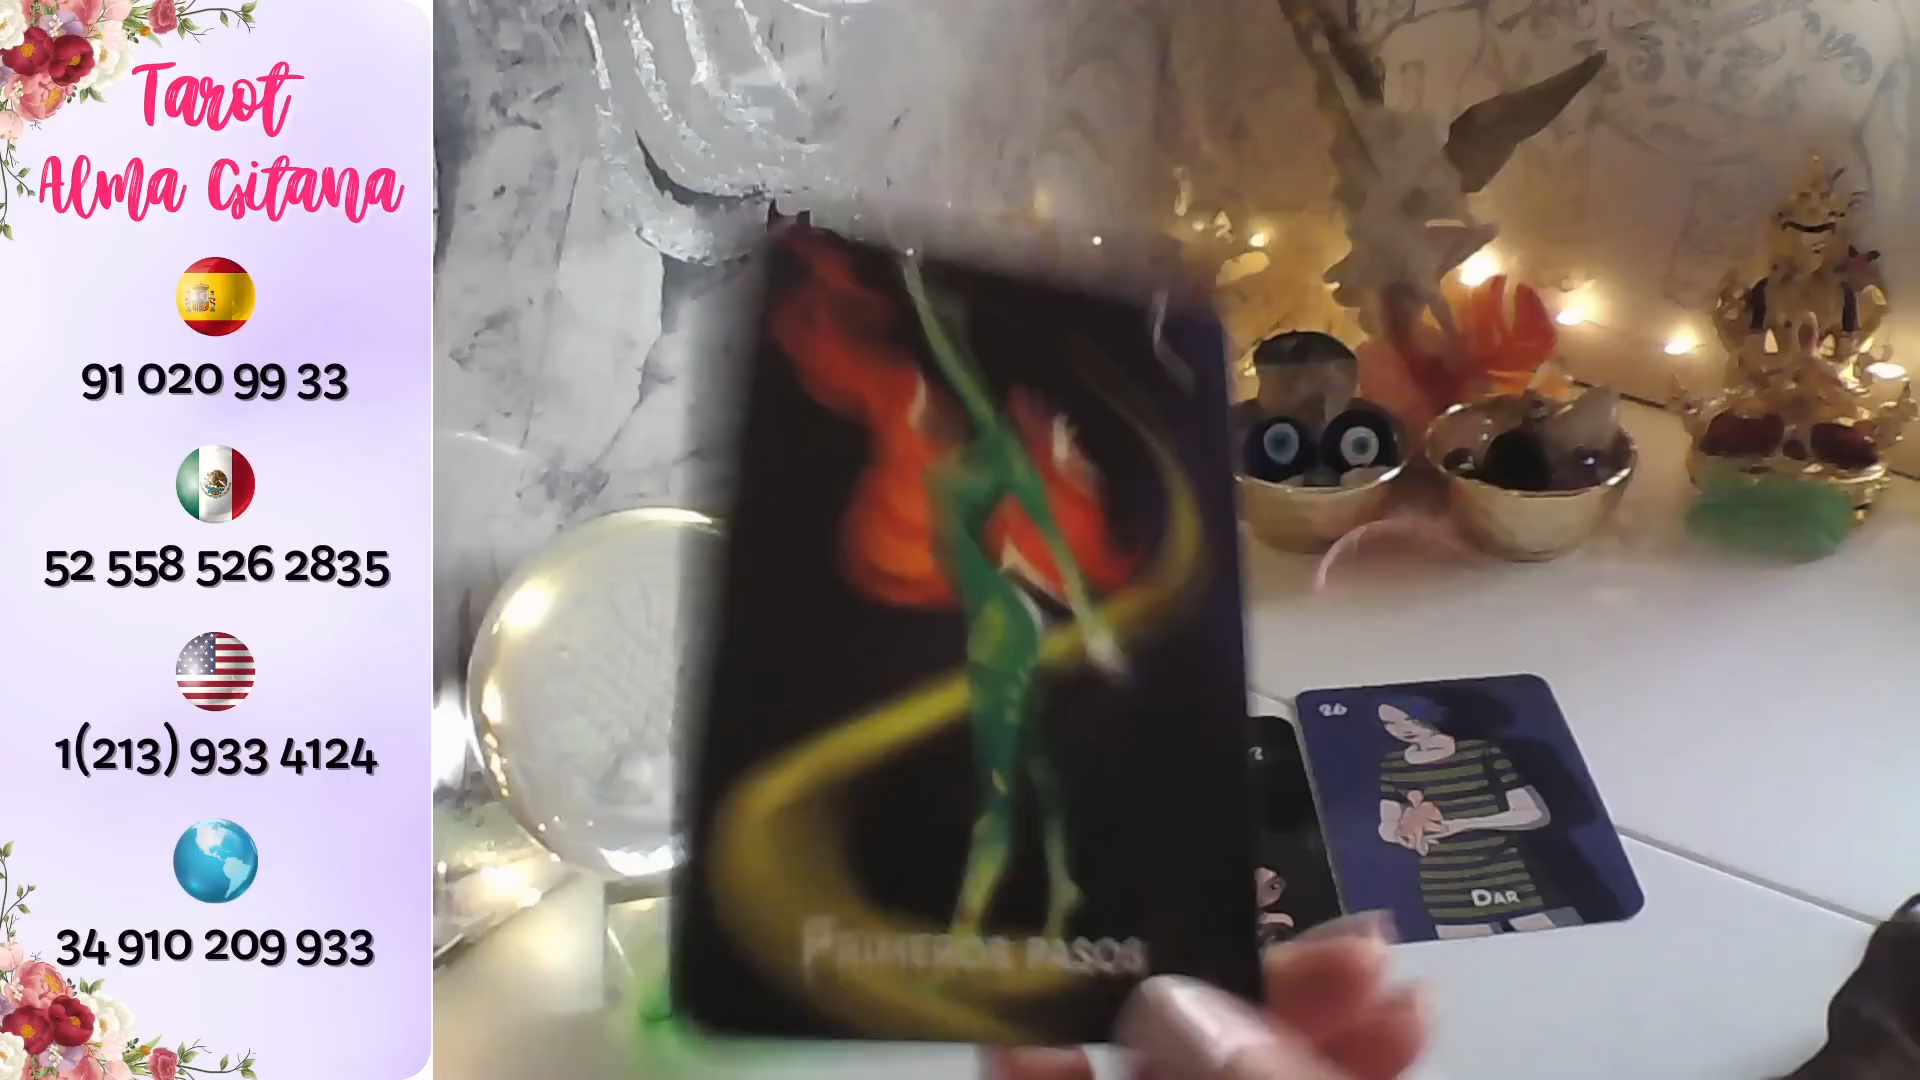 Tarot
Alma Gitana
91 020 99 33
52 558 526 2835
1(213) 933 4124
34 910 209 933
PRIMEROS PASOS
26
DAR